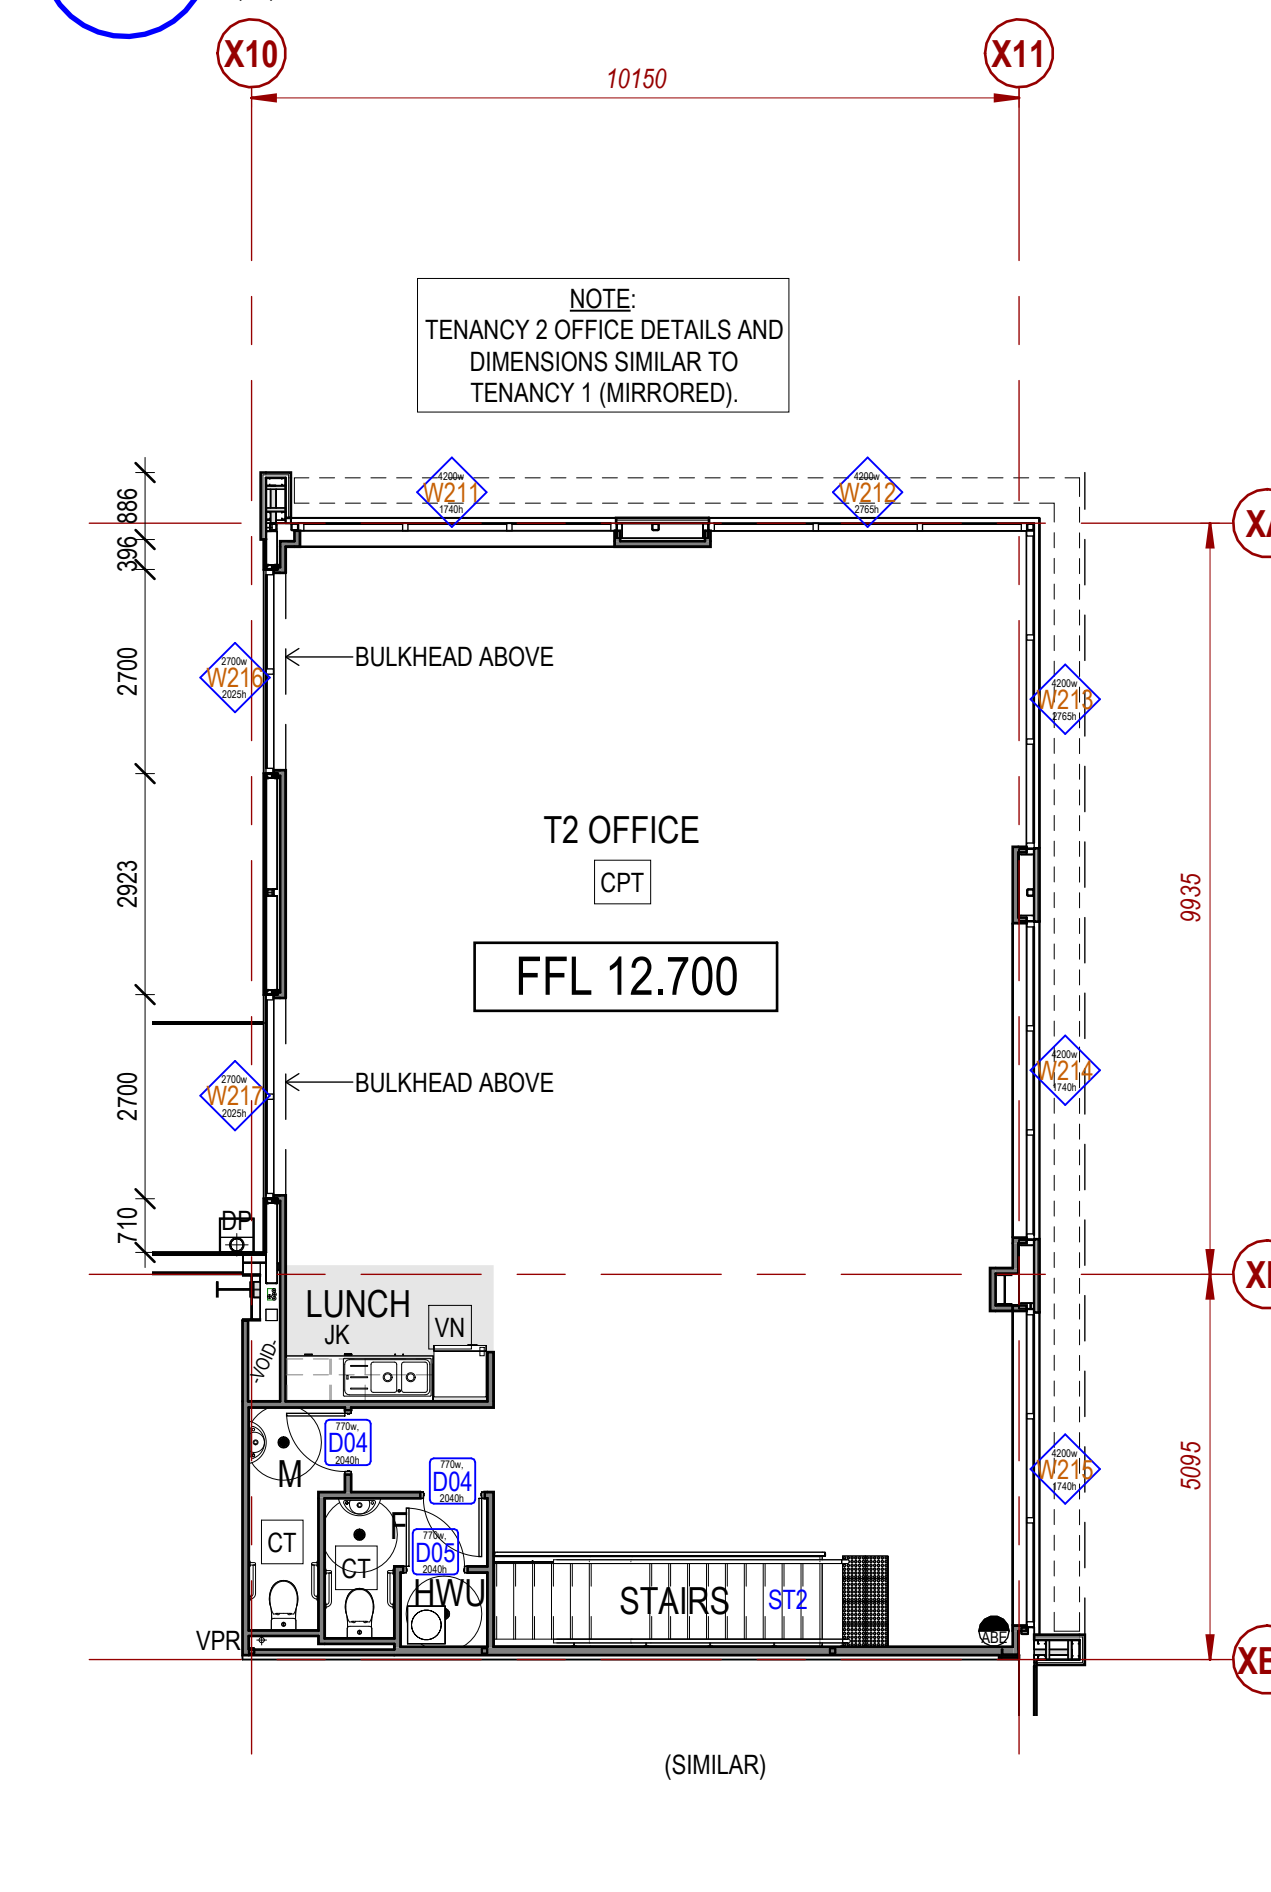 X10
X11
10150
NOTE:
TENANCY 2 OFFICE DETAILS AND
DIMENSIONS SIMILAR TO
TENANCY 1 (MIRRORED).
886
396
2700
2923
2700
710
4200w
W211
1740h
4200w
W212
2765h
2700w
W216
2025h
BULKHEAD ABOVE
4200w
W213
2765h
T2 OFFICE
CPT
9935
FFL 12.700
2700w
W217
2025h
BULKHEAD ABOVE
4200w
W214
1740h
DP
LUNCH
JK
VN
-VOID-
770w,
D04
2040h
M
770w,
D04
2040h
4200w
W215
1740h
5095
CT
CT
770w,
D05
2040h
HWU
STAIRS
ST2
ABE
VPR
(SIMILAR)